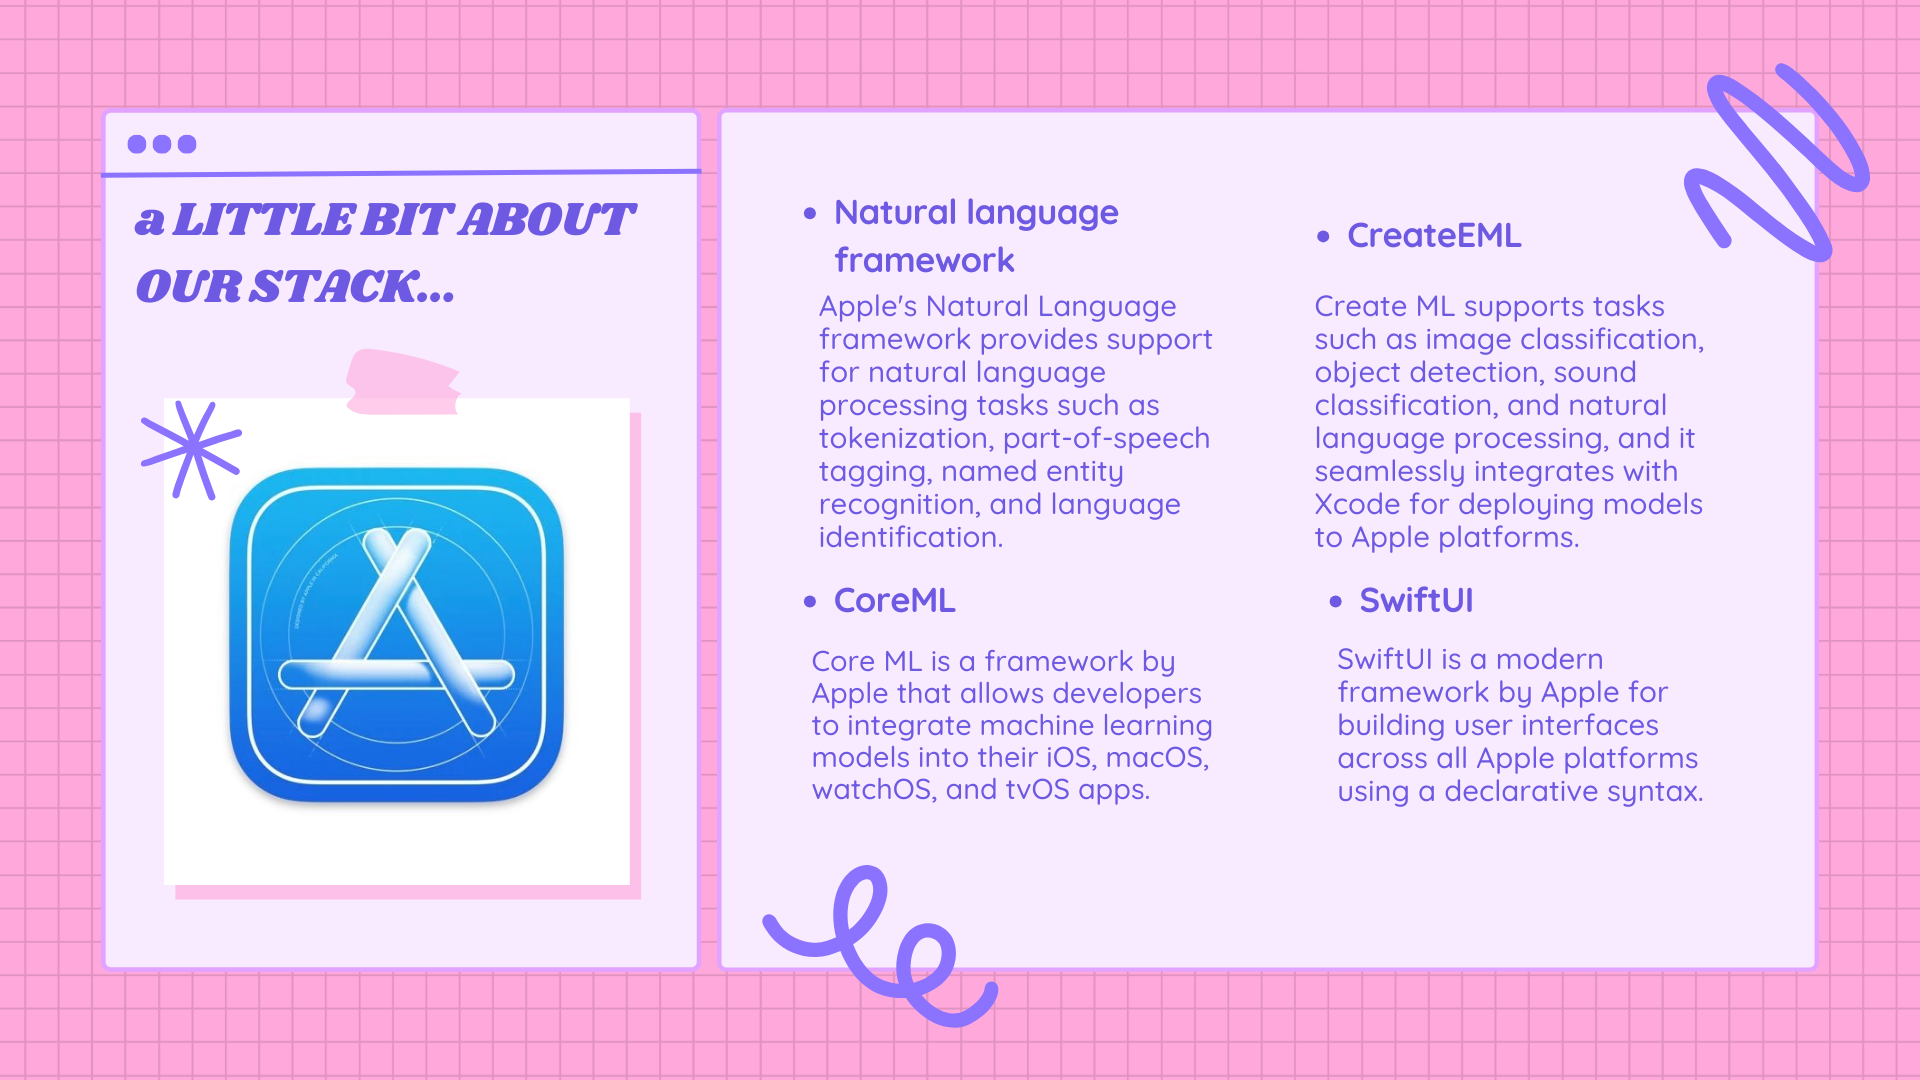 a LITTLE BIT ABOUT
OUR STACK...
• Natural language
framework
Apple's Natural Language
framework provides support
for natural language
processing tasks such as
tokenization, part-of-speech
tagging, named entity
recognition, and language
identification.
• CoreML
Core ML is a framework by
Apple that allows developers
to integrate machine learning
models into their iOS, macOS,
watchOS, and tvOS apps.
• CreateEML
Create ML supports tasks
such as image classification,
object detection, sound
classification, and natural
language processing, and it
seamlessly integrates with
Xcode for deploying models
to Apple platforms.
• SwiftUI
SwiftUI is a modern
framework by Apple for
building user interfaces
across all Apple platforms
using a declarative syntax.